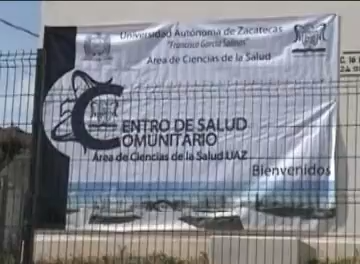 Universidad Autónoma de Zacatecas
"Francisco García Salinas"
Área de Ciencias de la Salud
CENTRO DE SALUD
COMUNITARIO
Área de Ciencias de la Salud UAZ
Bienvenidos